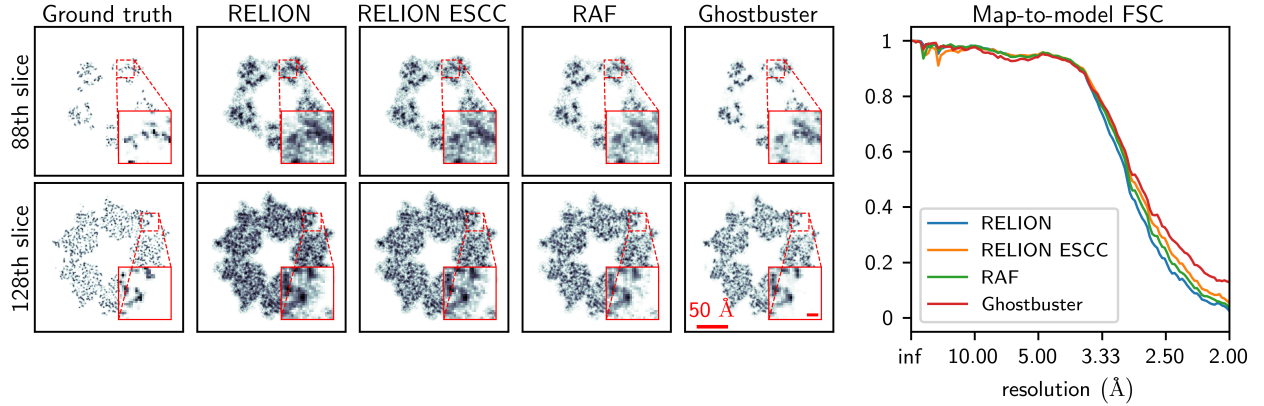 Ground truth
RELION
RELION ESCC
RAF
Ghostbuster
88th slice
128th slice
50 Å
Map-to-model FSC
1
0.8
0.6
0.4
0.2
0
RELION
RELION ESCC
RAF
Ghostbuster
inf
10.00
5.00
3.33
2.50
2.00
resolution (Å)